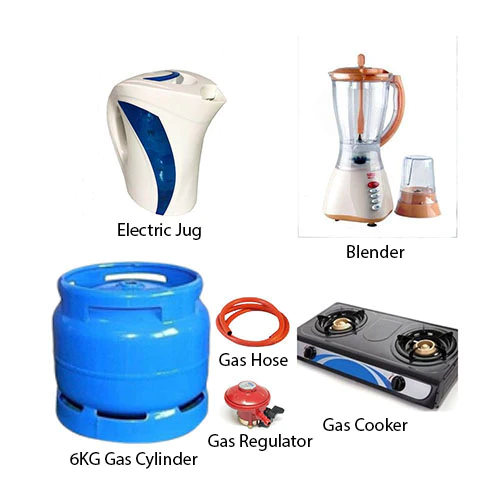 Electric Jug
Blender
Gas Hose
Gas Regulator
Gas Cooker
6KG Gas Cylinder